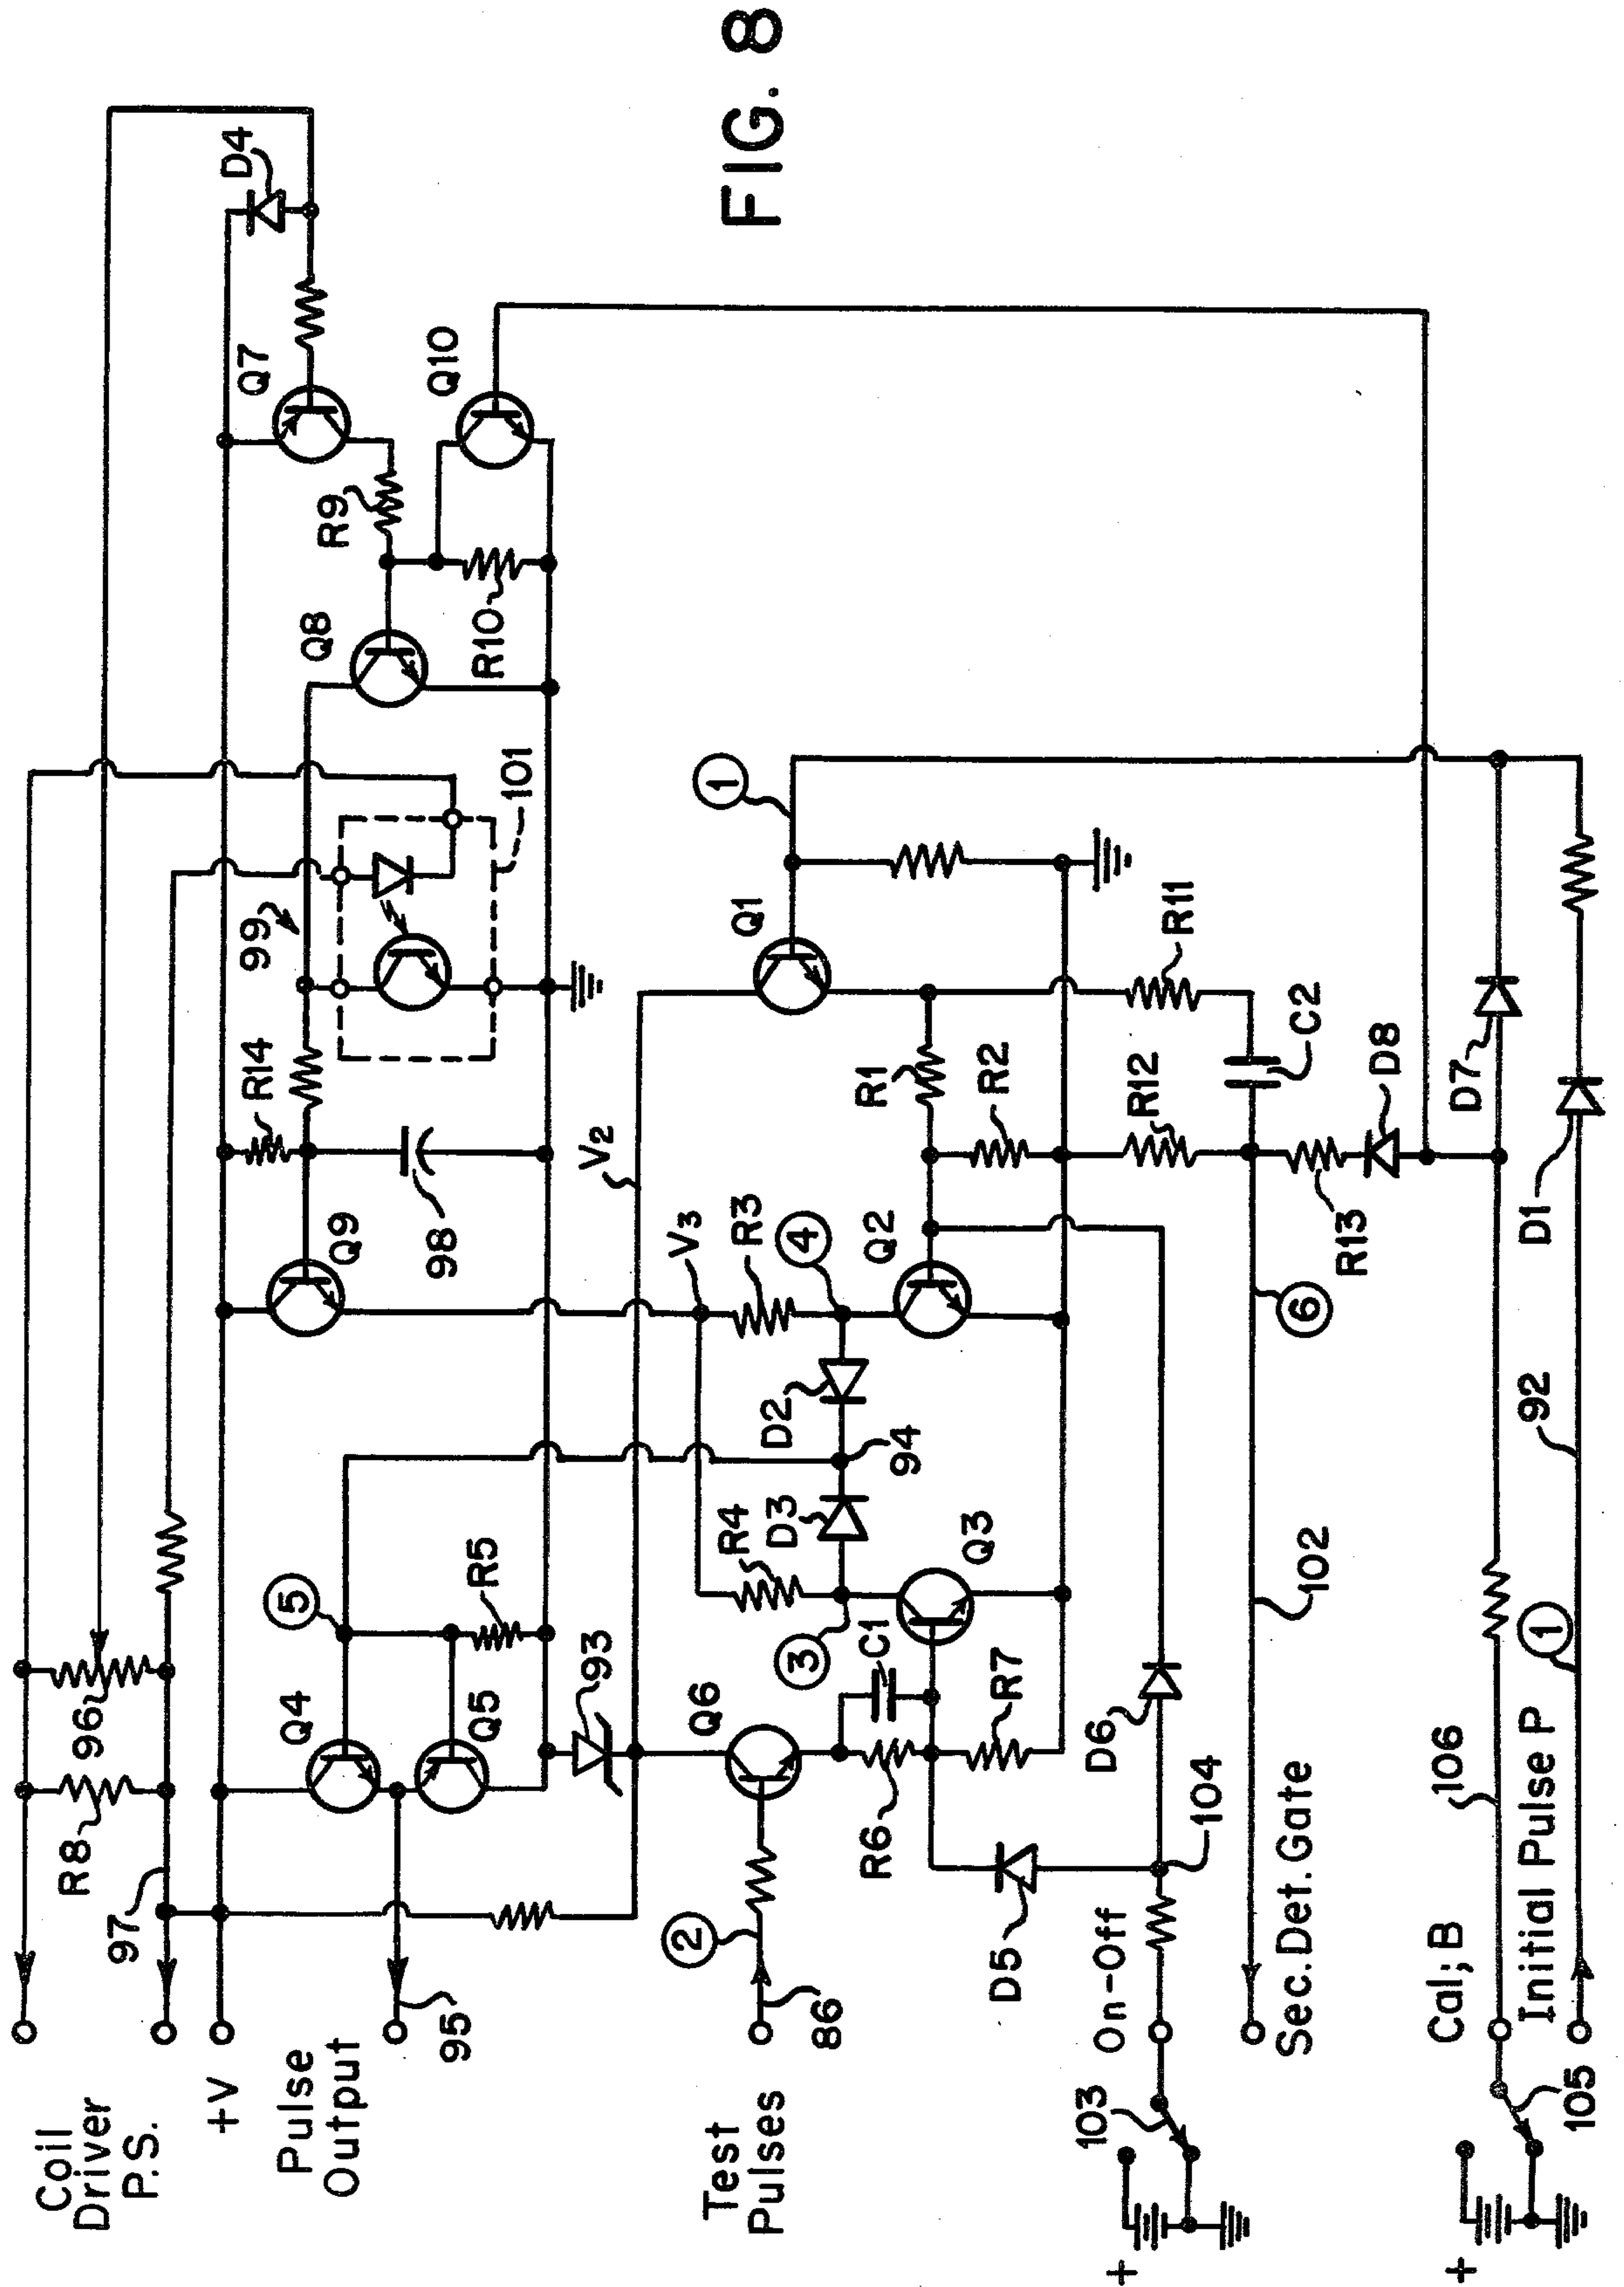 FIG. 8
Coil
Driver
P.S.
+V
Pulse
Output
Test
Pulses
On-Off
Sec. Det. Gate
Cal; B
Initial Pulse P
D4
Q7
Q10
R9
Q8
R10
101
99
R14
Q9
98
V2
V3
R3
4
Q2
D2
94
R4
D3
3
Q3
C1
5
R5
93
Q4
Q5
Q6
96
R8
97
95
2
86
R6
R7
D5
D6
104
103
1
Q1
R1
R2
R11
R12
C2
D8
R13
6
102
D7
D1
92
1
106
105
+
+